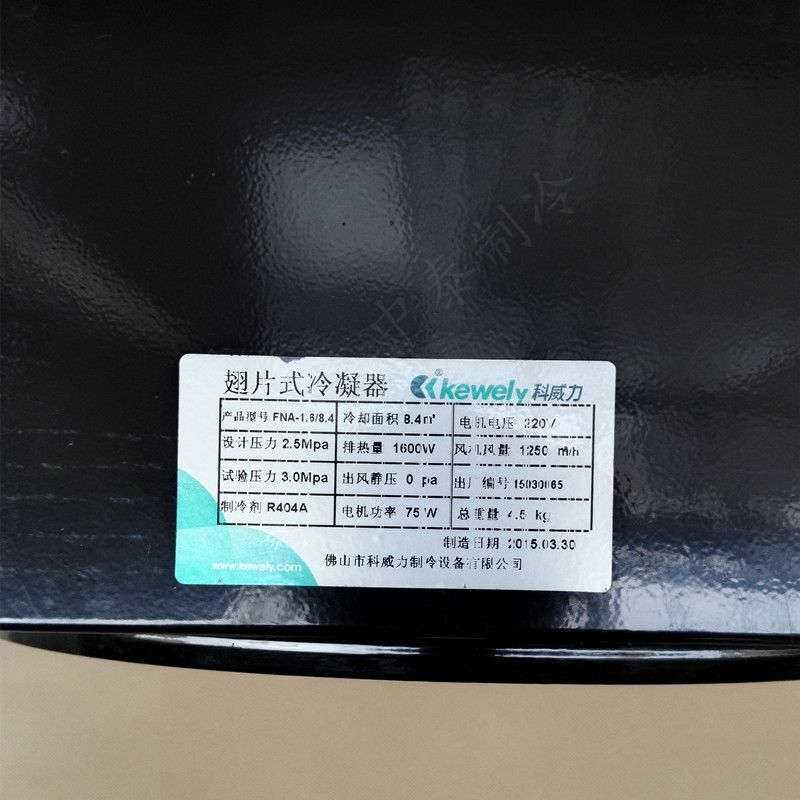 中泰制冷
翅片式冷凝器 kewely® 科威力
产品型号 FNA-1.6/8.4 冷却面积 8.4m² 电机电压 220V
设计压力 2.5Mpa 排热量 1600W 风机风量 1250 m³/h
试验压力 3.0Mpa 出风静压 0 pa 出厂编号 15030065
制冷剂 R404A 电机功率 75W 总重量 4.5 kg
制造日期 2015.03.30
www.kewely.com 佛山市科威力制冷设备有限公司